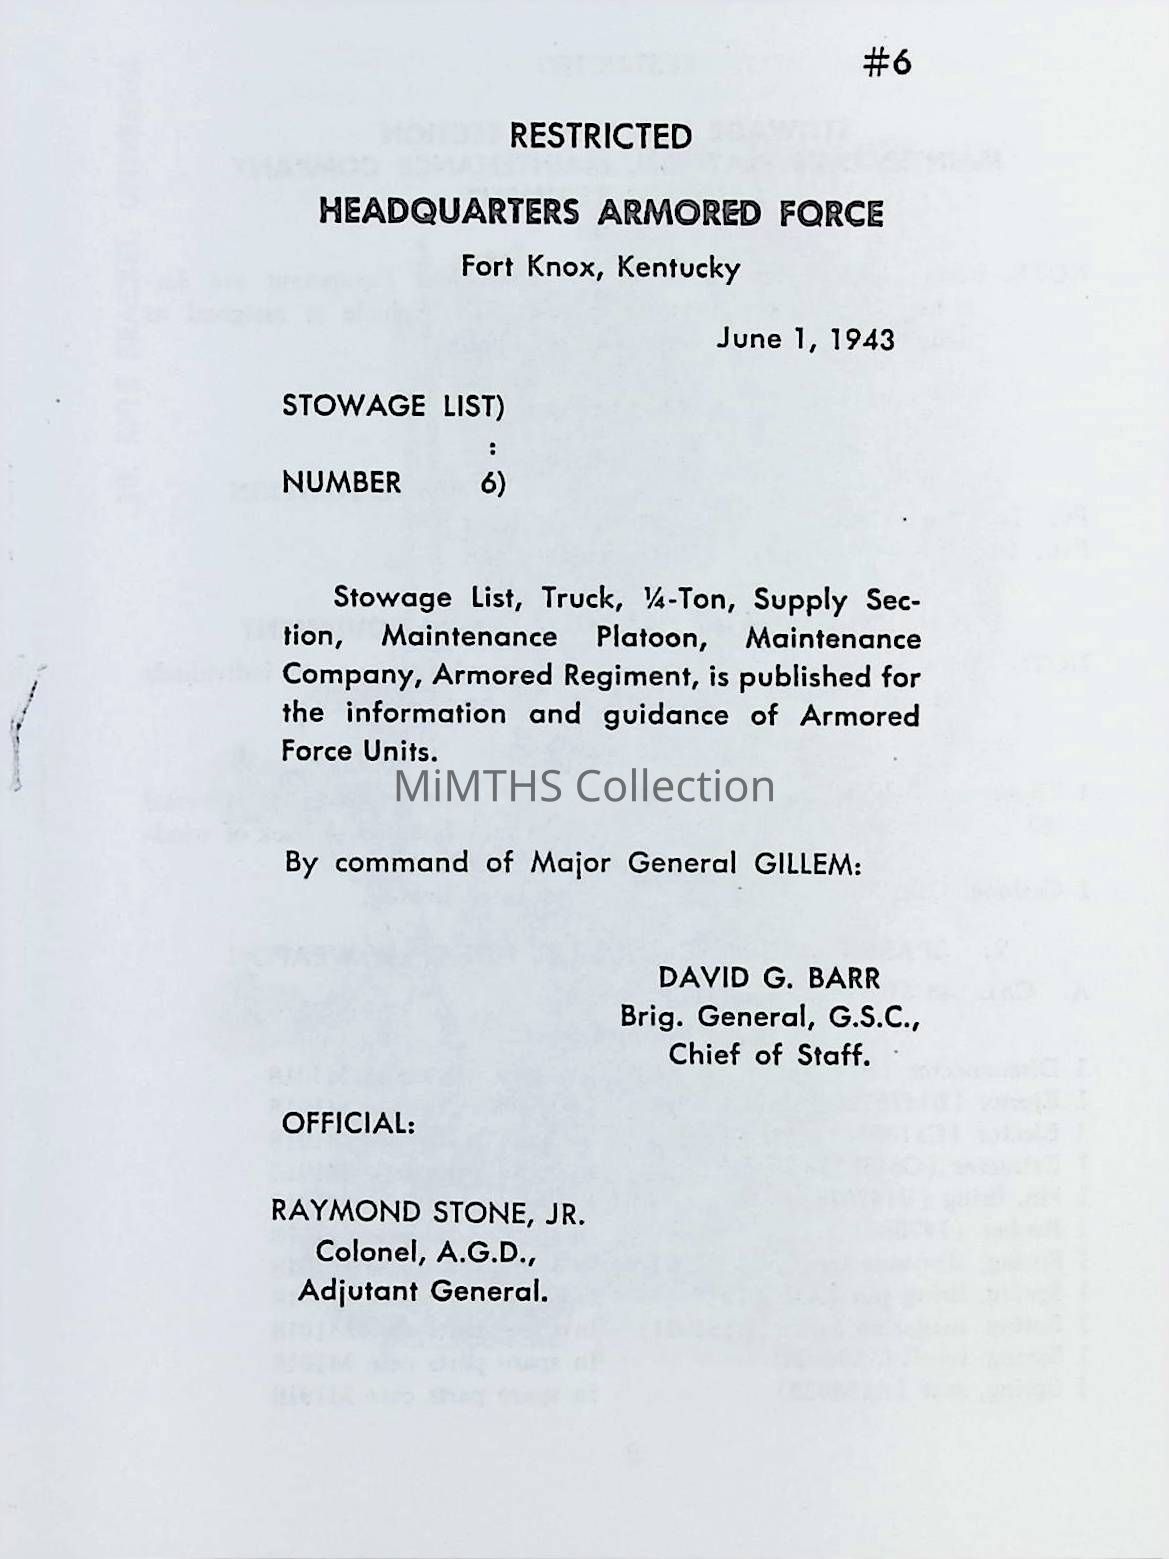 #6
RESTRICTED
HEADQUARTERS ARMORED FORCE
Fort Knox, Kentucky
June 1, 1943
STOWAGE LIST)
:
NUMBER 6)
Stowage List, Truck, ¼-Ton, Supply Sec-
tion, Maintenance Platoon, Maintenance
Company, Armored Regiment, is published for
the information and guidance of Armored
Force Units.
MiMTHS Collection
By command of Major General GILLEM:
DAVID G. BARR
Brig. General, G.S.C.,
Chief of Staff.
OFFICIAL:
RAYMOND STONE, JR.
Colonel, A.G.D.,
Adjutant General.